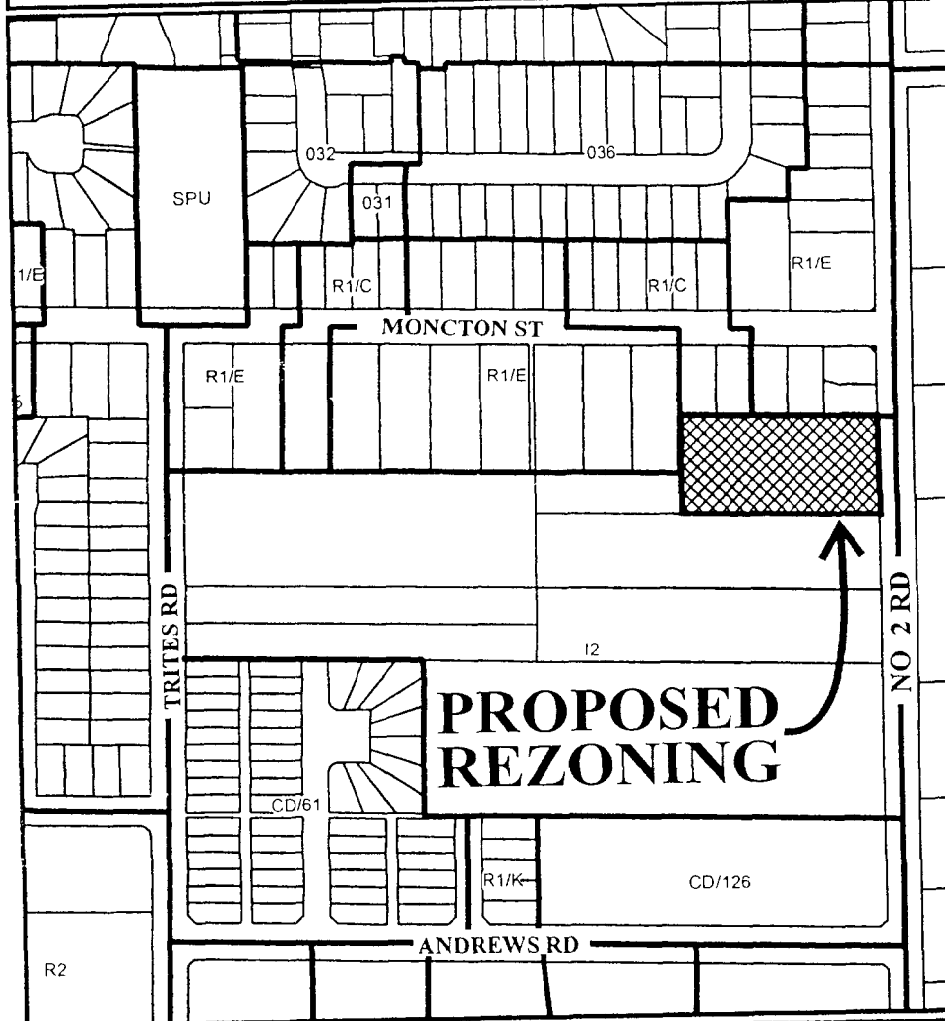 032
036
SPU
031
1/E
R1/C
R1/C
R1/E
MONCTON ST
R1/E
R1/E
TRITES RD
NO 2 RD
I2
PROPOSED
REZONING
CD/61
R1/K
CD/126
ANDREWS RD
R2